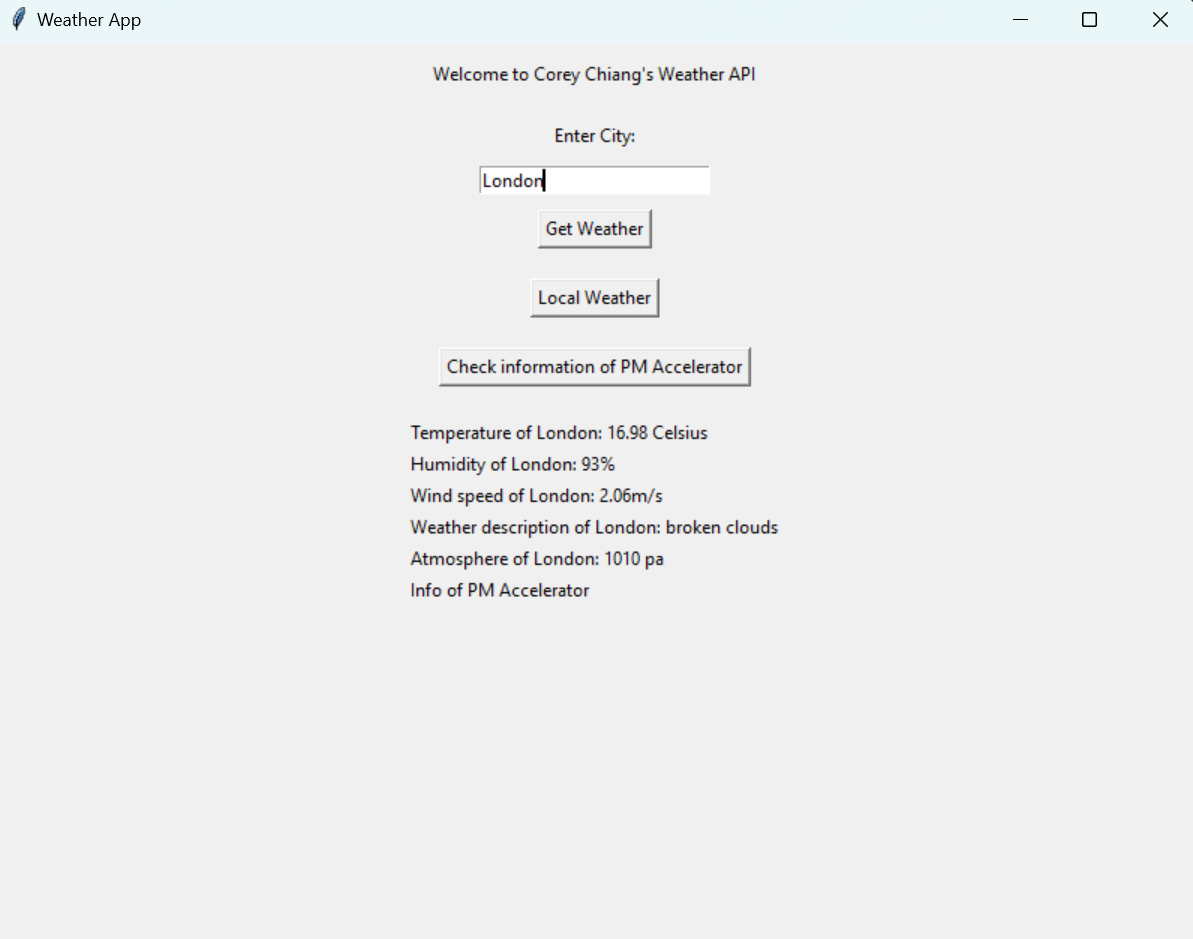 Weather App
Welcome to Corey Chiang's Weather API
Enter City:
London
Get Weather
Local Weather
Check information of PM Accelerator
Temperature of London: 16.98 Celsius
Humidity of London: 93%
Wind speed of London: 2.06m/s
Weather description of London: broken clouds
Atmosphere of London: 1010 pa
Info of PM Accelerator